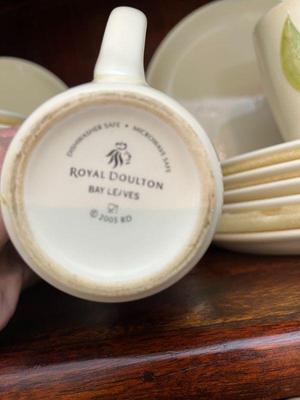 DISHWASHER SAFE • MICROWAVE SAFE
ROYAL DOULTON
BAY LEAVES
© 2005 RD